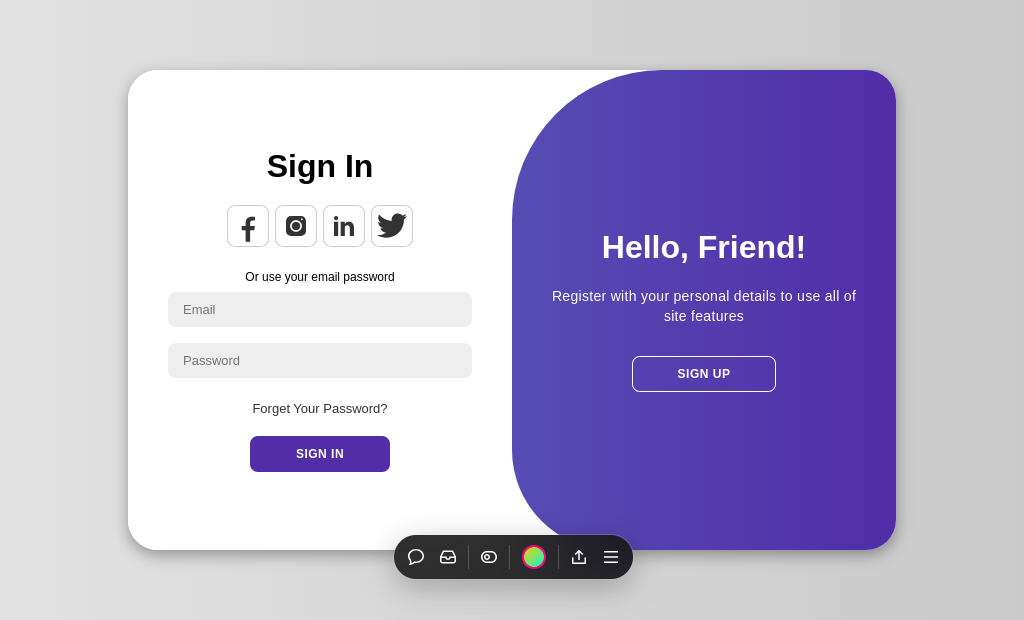 Sign In
Or use your email password
Email
Password
Forget Your Password?
SIGN IN
Hello, Friend!
Register with your personal details to use all of
site features
SIGN UP